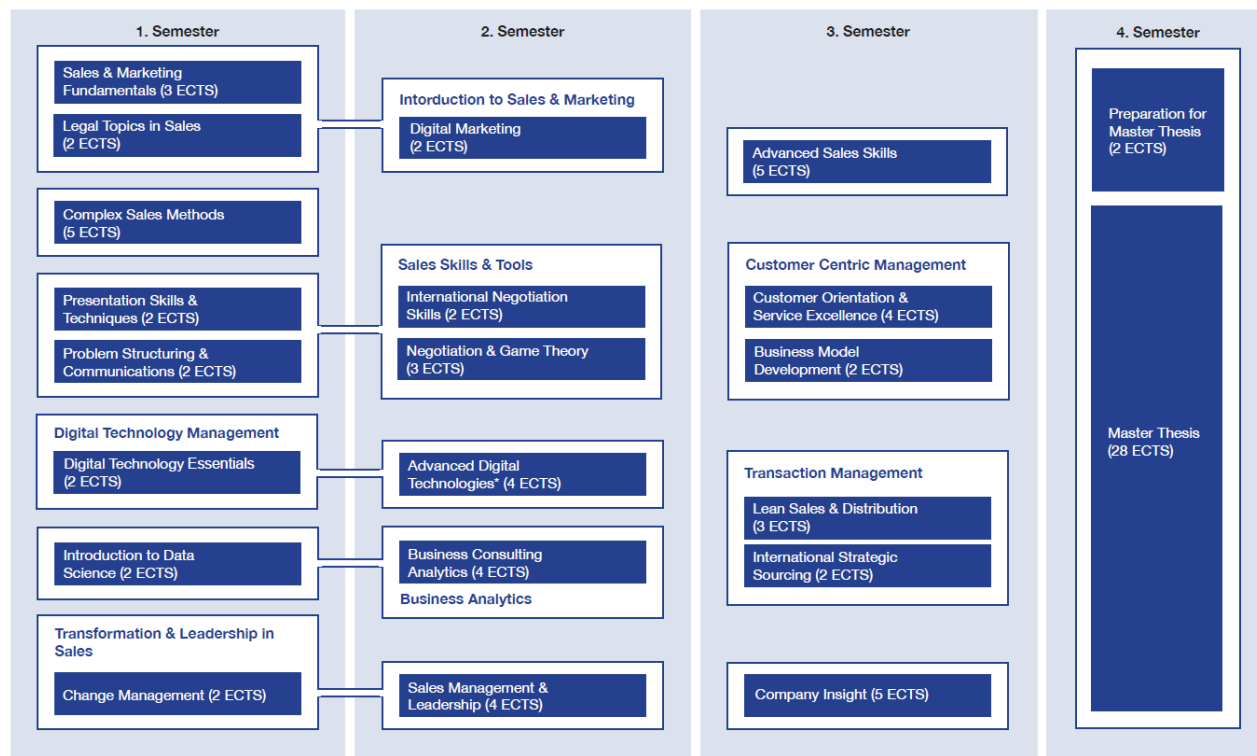 1. Semester
Sales & Marketing
Fundamentals (3 ECTS)
Legal Topics in Sales
(2 ECTS)
Complex Sales Methods
(5 ECTS)
Presentation Skills &
Techniques (2 ECTS)
Problem Structuring &
Communications (2 ECTS)
Digital Technology Management
Digital Technology Essentials
(2 ECTS)
Introduction to Data
Science (2 ECTS)
Transformation & Leadership in
Sales
Change Management (2 ECTS)
2. Semester
Intorduction to Sales & Marketing
Digital Marketing
(2 ECTS)
Sales Skills & Tools
International Negotiation
Skills (2 ECTS)
Negotiation & Game Theory
(3 ECTS)
Advanced Digital
Technologies* (4 ECTS)
Business Consulting
Analytics (4 ECTS)
Business Analytics
Sales Management &
Leadership (4 ECTS)
3. Semester
Advanced Sales Skills
(5 ECTS)
Customer Centric Management
Customer Orientation &
Service Excellence (4 ECTS)
Business Model
Development (2 ECTS)
Transaction Management
Lean Sales & Distribution
(3 ECTS)
International Strategic
Sourcing (2 ECTS)
Company Insight (5 ECTS)
4. Semester
Preparation for
Master Thesis
(2 ECTS)
Master Thesis
(28 ECTS)